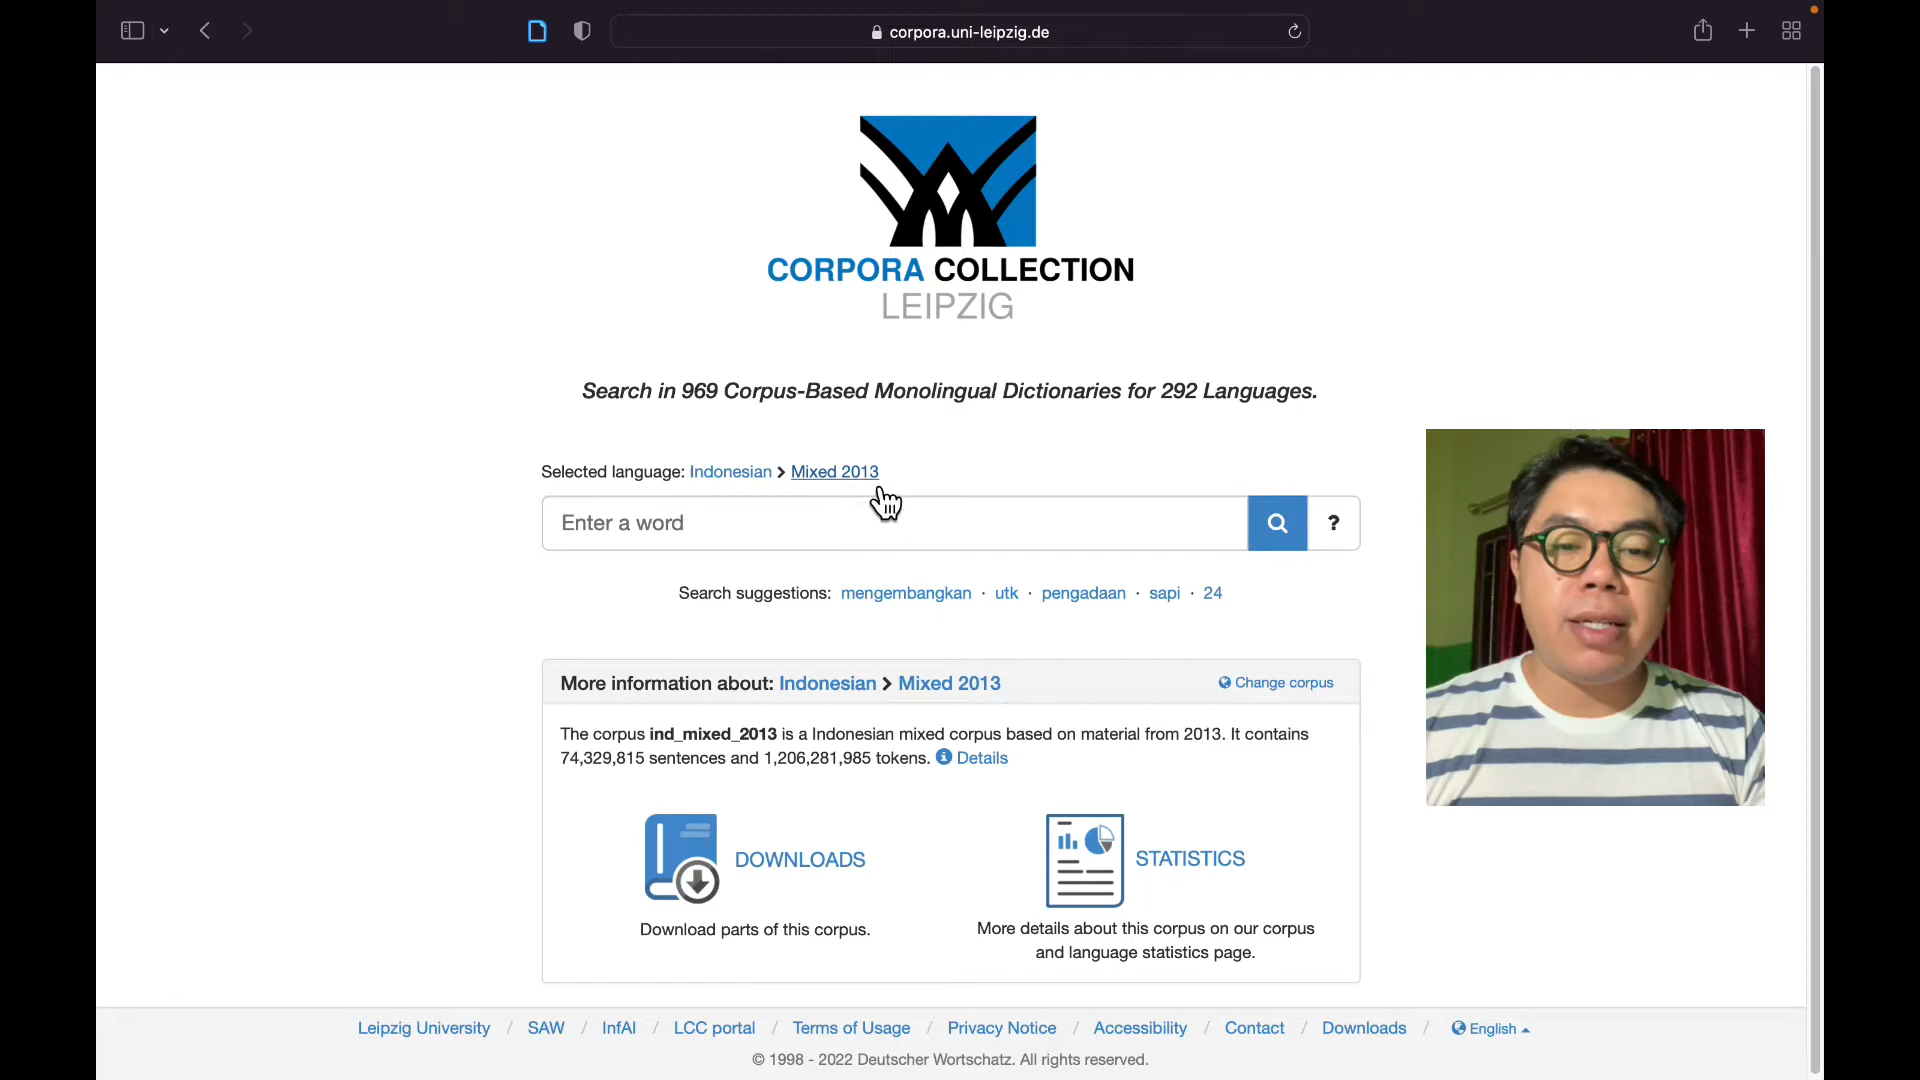 corpora.uni-leipzig.de
CORPORA COLLECTION
LEIPZIG
Search in 969 Corpus-Based Monolingual Dictionaries for 292 Languages.
Selected language: Indonesian > Mixed 2013
Enter a word
?
Search suggestions: mengembangkan · utk · pengadaan · sapi · 24
More information about: Indonesian > Mixed 2013
Change corpus
The corpus ind_mixed_2013 is a Indonesian mixed corpus based on material from 2013. It contains
74,329,815 sentences and 1,206,281,985 tokens. Details
DOWNLOADS
Download parts of this corpus.
STATISTICS
More details about this corpus on our corpus
and language statistics page.
Leipzig University / SAW / InfAI / LCC portal / Terms of Usage / Privacy Notice / Accessibility / Contact / Downloads / English
© 1998 - 2022 Deutscher Wortschatz. All rights reserved.